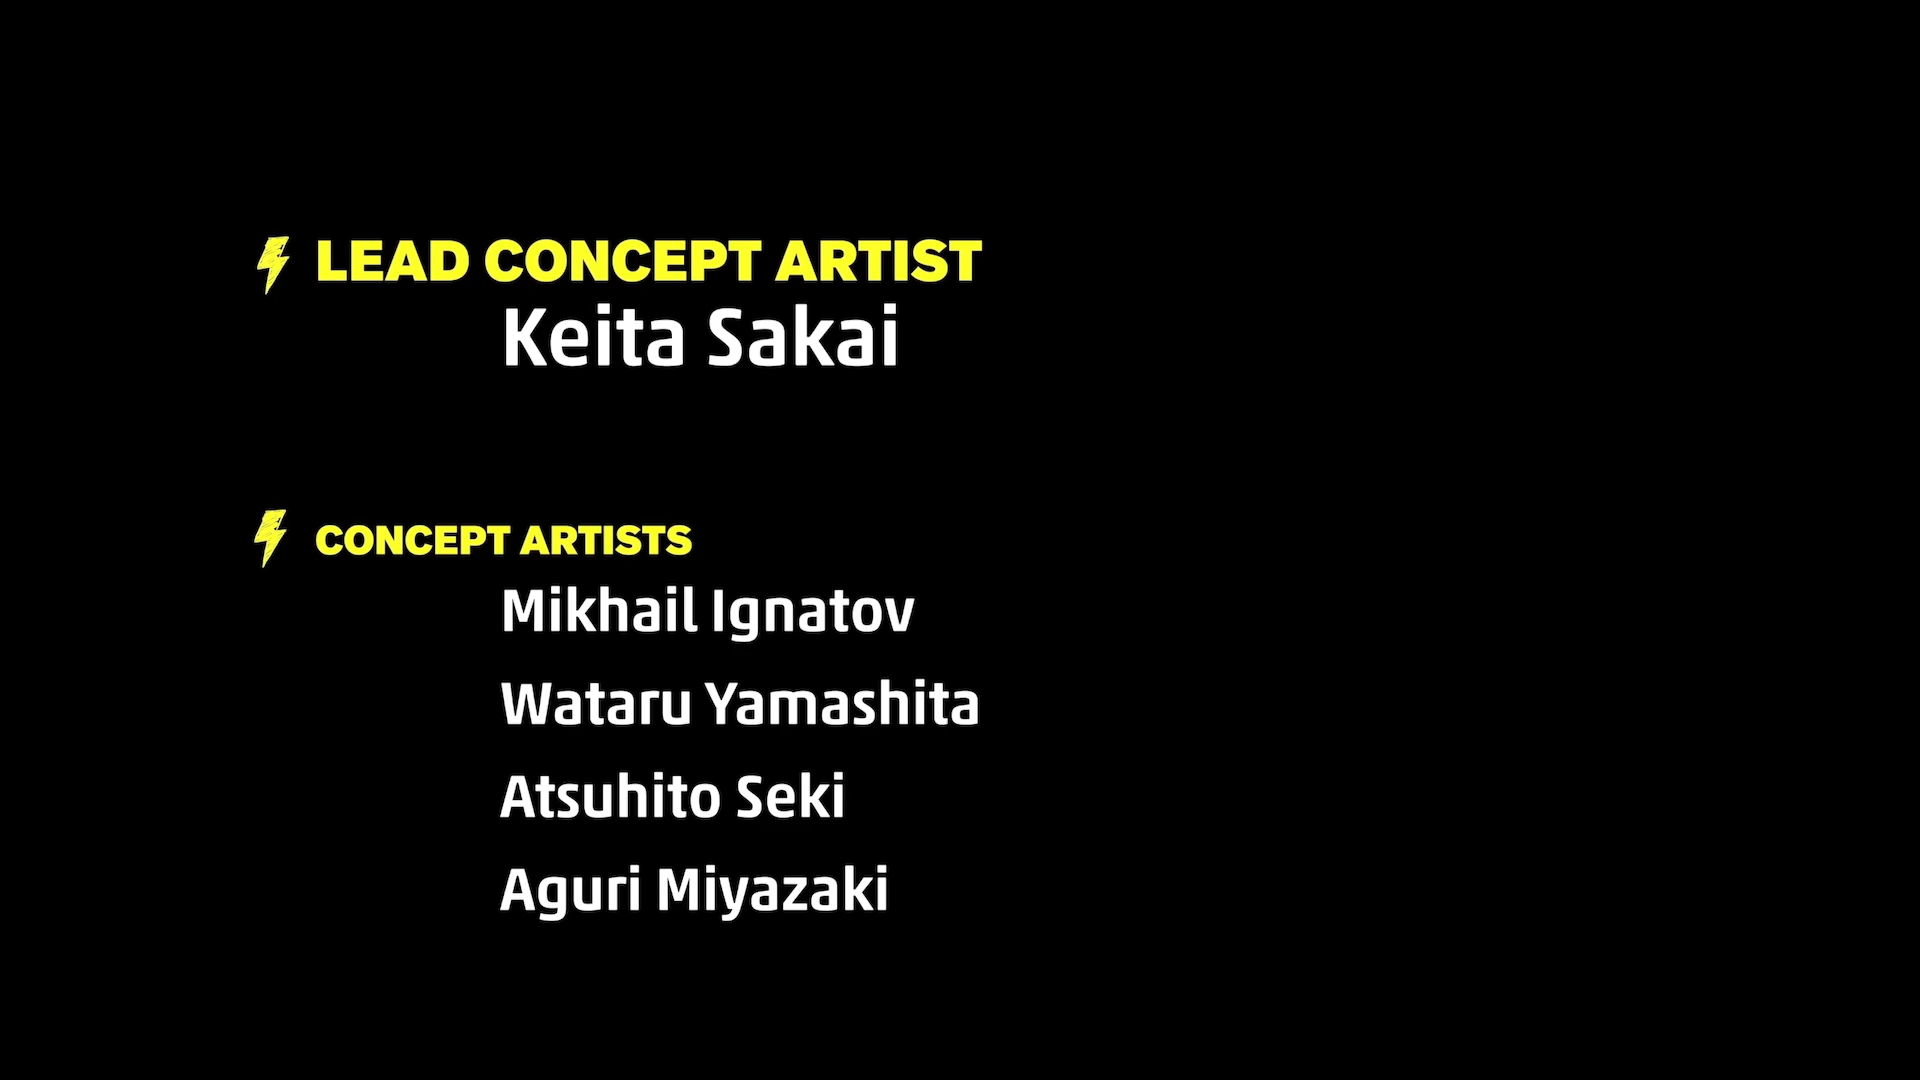 LEAD CONCEPT ARTIST
Keita Sakai
CONCEPT ARTISTS
Mikhail Ignatov
Wataru Yamashita
Atsuhito Seki
Aguri Miyazaki